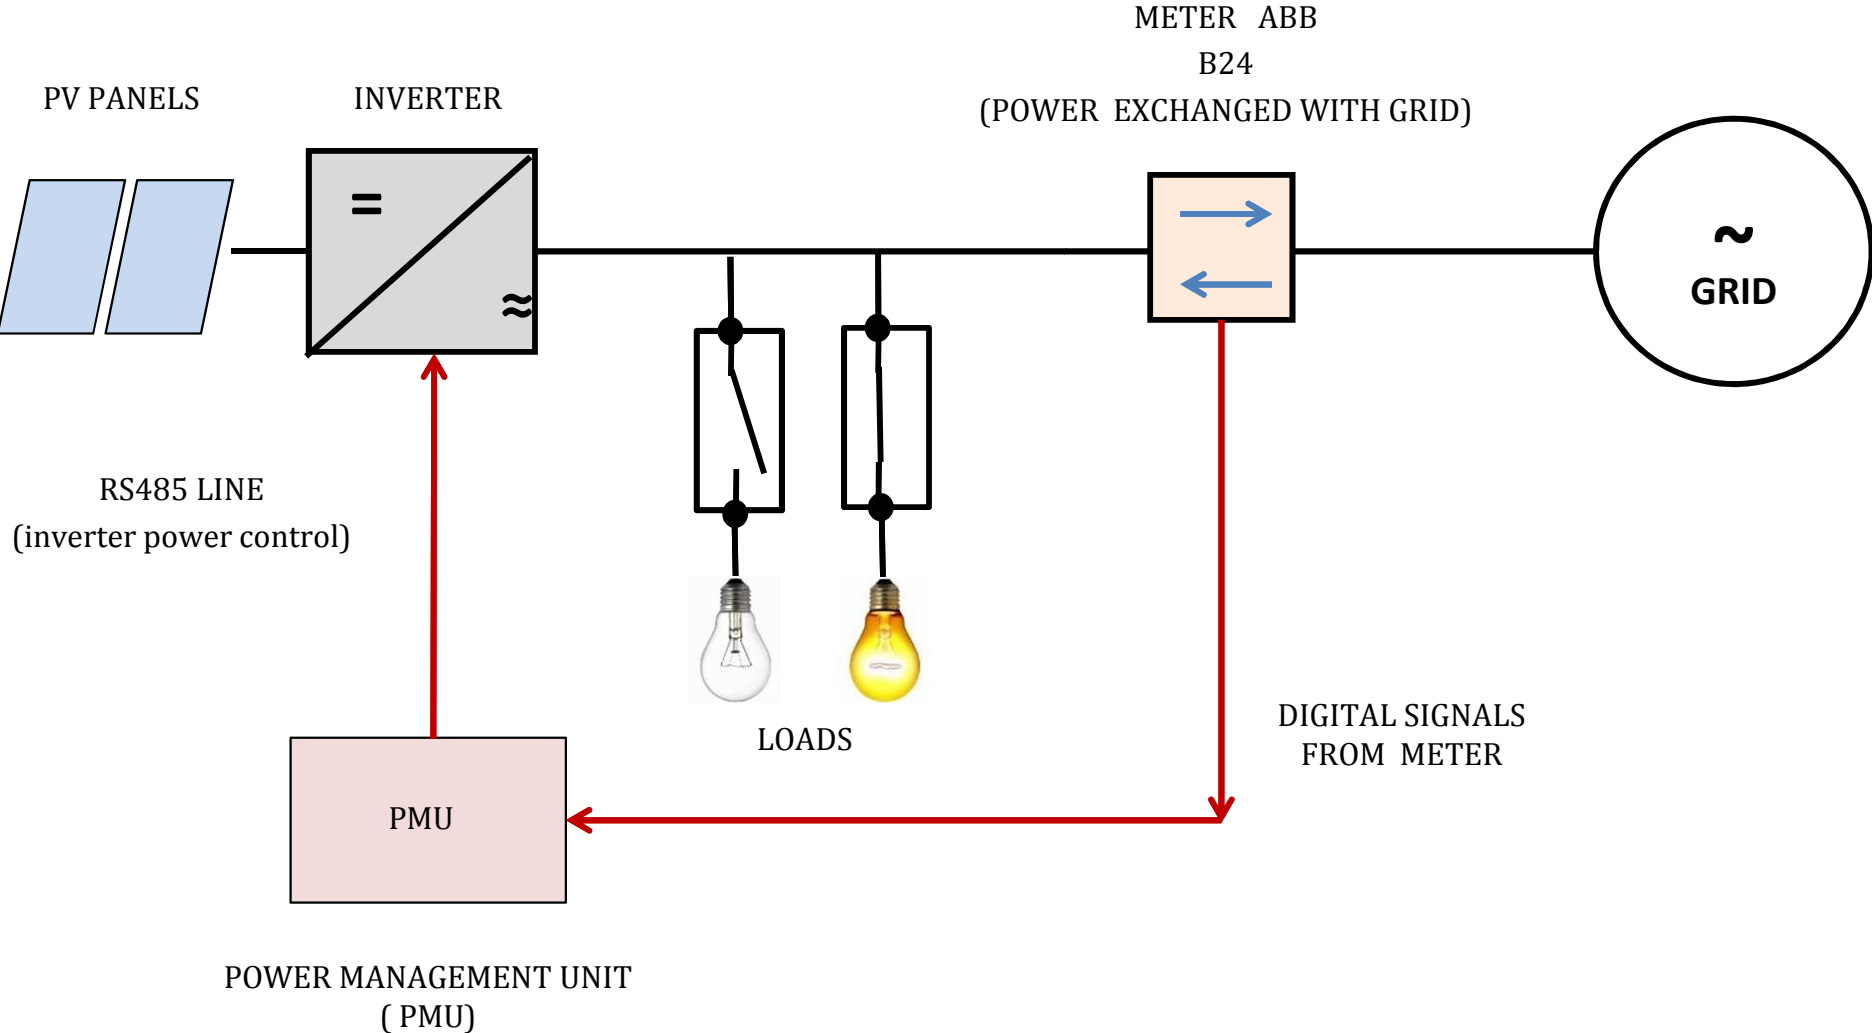 METER ABB
B24
(POWER EXCHANGED WITH GRID)
PV PANELS
INVERTER
=
≈
~
GRID
RS485 LINE
(inverter power control)
LOADS
DIGITAL SIGNALS
FROM METER
PMU
POWER MANAGEMENT UNIT
( PMU)